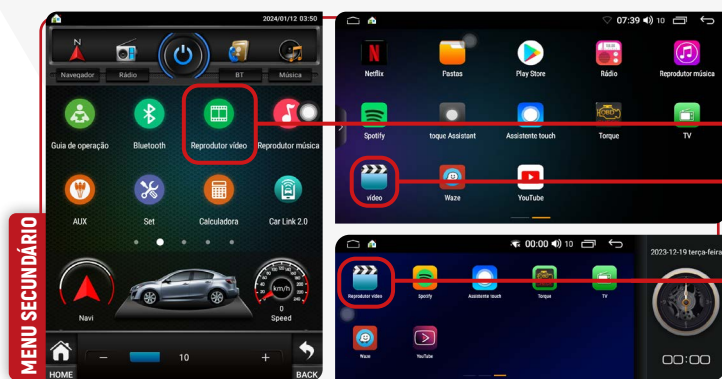 MENU SECUNDÁRIO
2024/01/12 03:50
N
Navegador
Rádio
BT
Música
Guia de operação
Bluetooth
Reprodutor vídeo
Reprodutor música
AUX
Set
Calculadora
Car Link 2.0
Navi
km/h
0
Speed
HOME
−
10
+
BACK
07:39
10
Netflix
Pastas
Play Store
Rádio
Reprodutor música
Spotify
toque Assistant
Assistente touch
Torque
TV
vídeo
Waze
YouTube
00:00
10
2023-12-19 terça-feira
Reprodutor vídeo
Spotify
Assistente touch
Torque
TV
Waze
YouTube
00:00